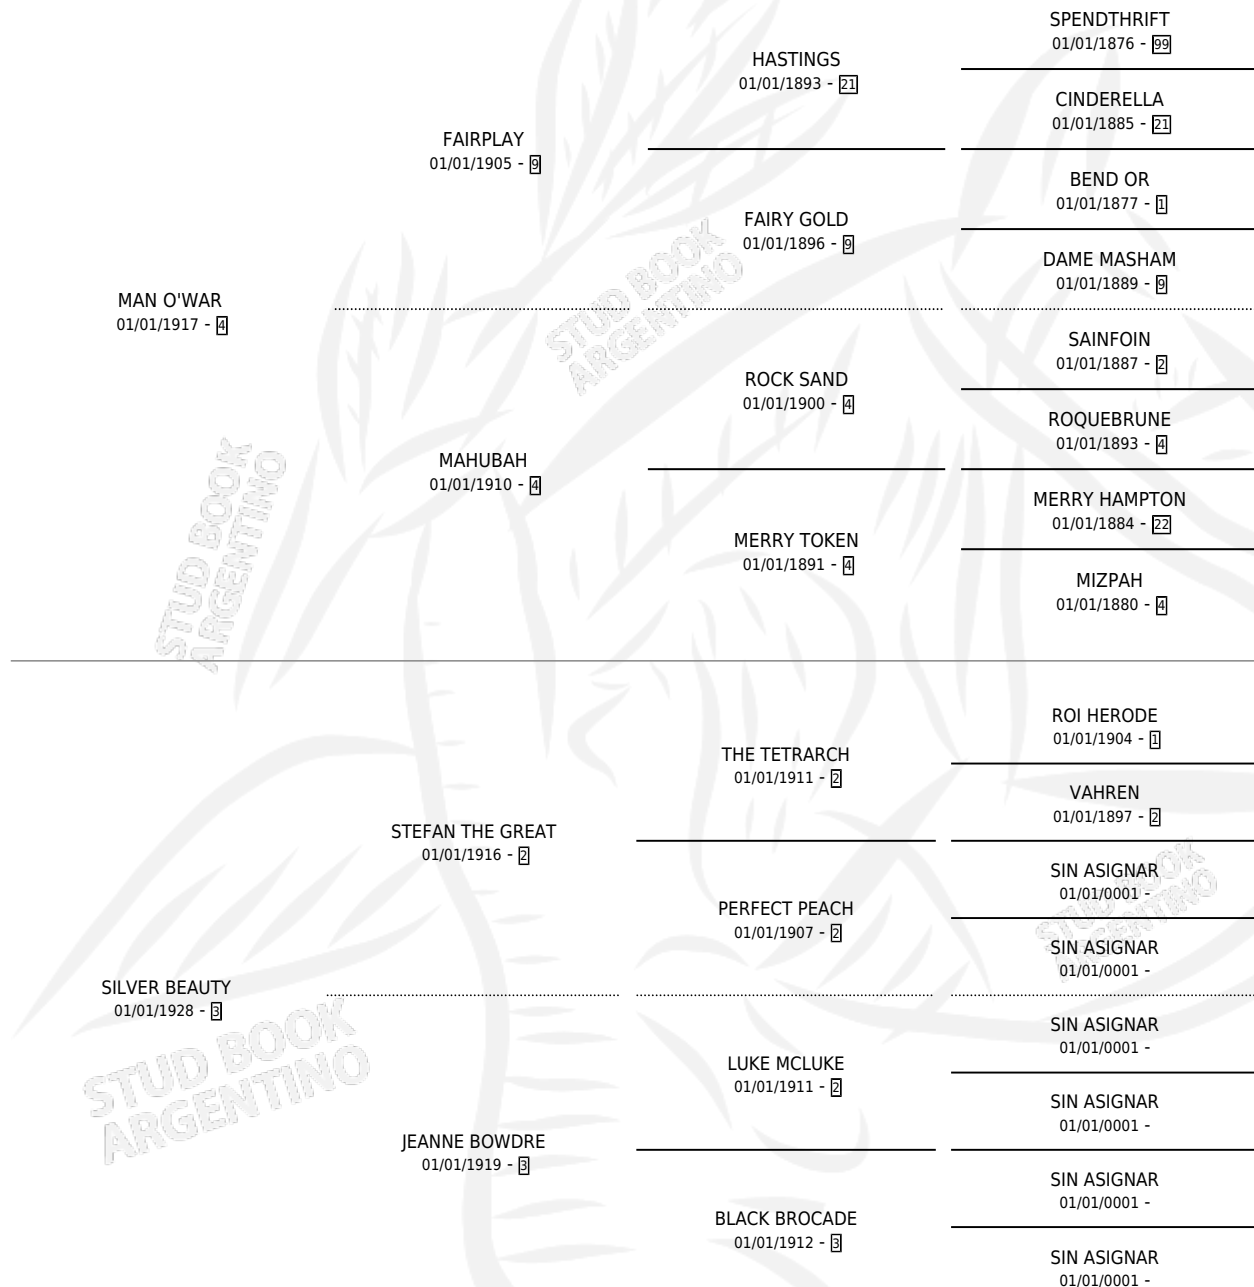 SPENDTHRIFT
01/01/1876 - 99
HASTINGS
01/01/1893 - 21
CINDERELLA
01/01/1885 - 21
FAIRPLAY
01/01/1905 - 9
BEND OR
01/01/1877 - 1
FAIRY GOLD
01/01/1896 - 9
DAME MASHAM
01/01/1889 - 9
MAN O'WAR
01/01/1917 - 4
SAINFOIN
01/01/1887 - 2
ROCK SAND
01/01/1900 - 4
ROQUEBRUNE
01/01/1893 - 4
MAHUBAH
01/01/1910 - 4
MERRY HAMPTON
01/01/1884 - 22
MERRY TOKEN
01/01/1891 - 4
MIZPAH
01/01/1880 - 4
ROI HERODE
01/01/1904 - 1
THE TETRARCH
01/01/1911 - 2
VAHREN
01/01/1897 - 2
STEFAN THE GREAT
01/01/1916 - 2
SIN ASIGNAR
01/01/0001 -
PERFECT PEACH
01/01/1907 - 2
SIN ASIGNAR
01/01/0001 -
SILVER BEAUTY
01/01/1928 - 3
SIN ASIGNAR
01/01/0001 -
LUKE MCLUKE
01/01/1911 - 2
SIN ASIGNAR
01/01/0001 -
JEANNE BOWDRE
01/01/1919 - 3
SIN ASIGNAR
01/01/0001 -
BLACK BROCADE
01/01/1912 - 3
SIN ASIGNAR
01/01/0001 -
STUD BOOK
ARGENTINO
STUD BOOK
ARGENTINO
STUD BOOK
ARGENTINO
STUD BOOK
ARGENTINO